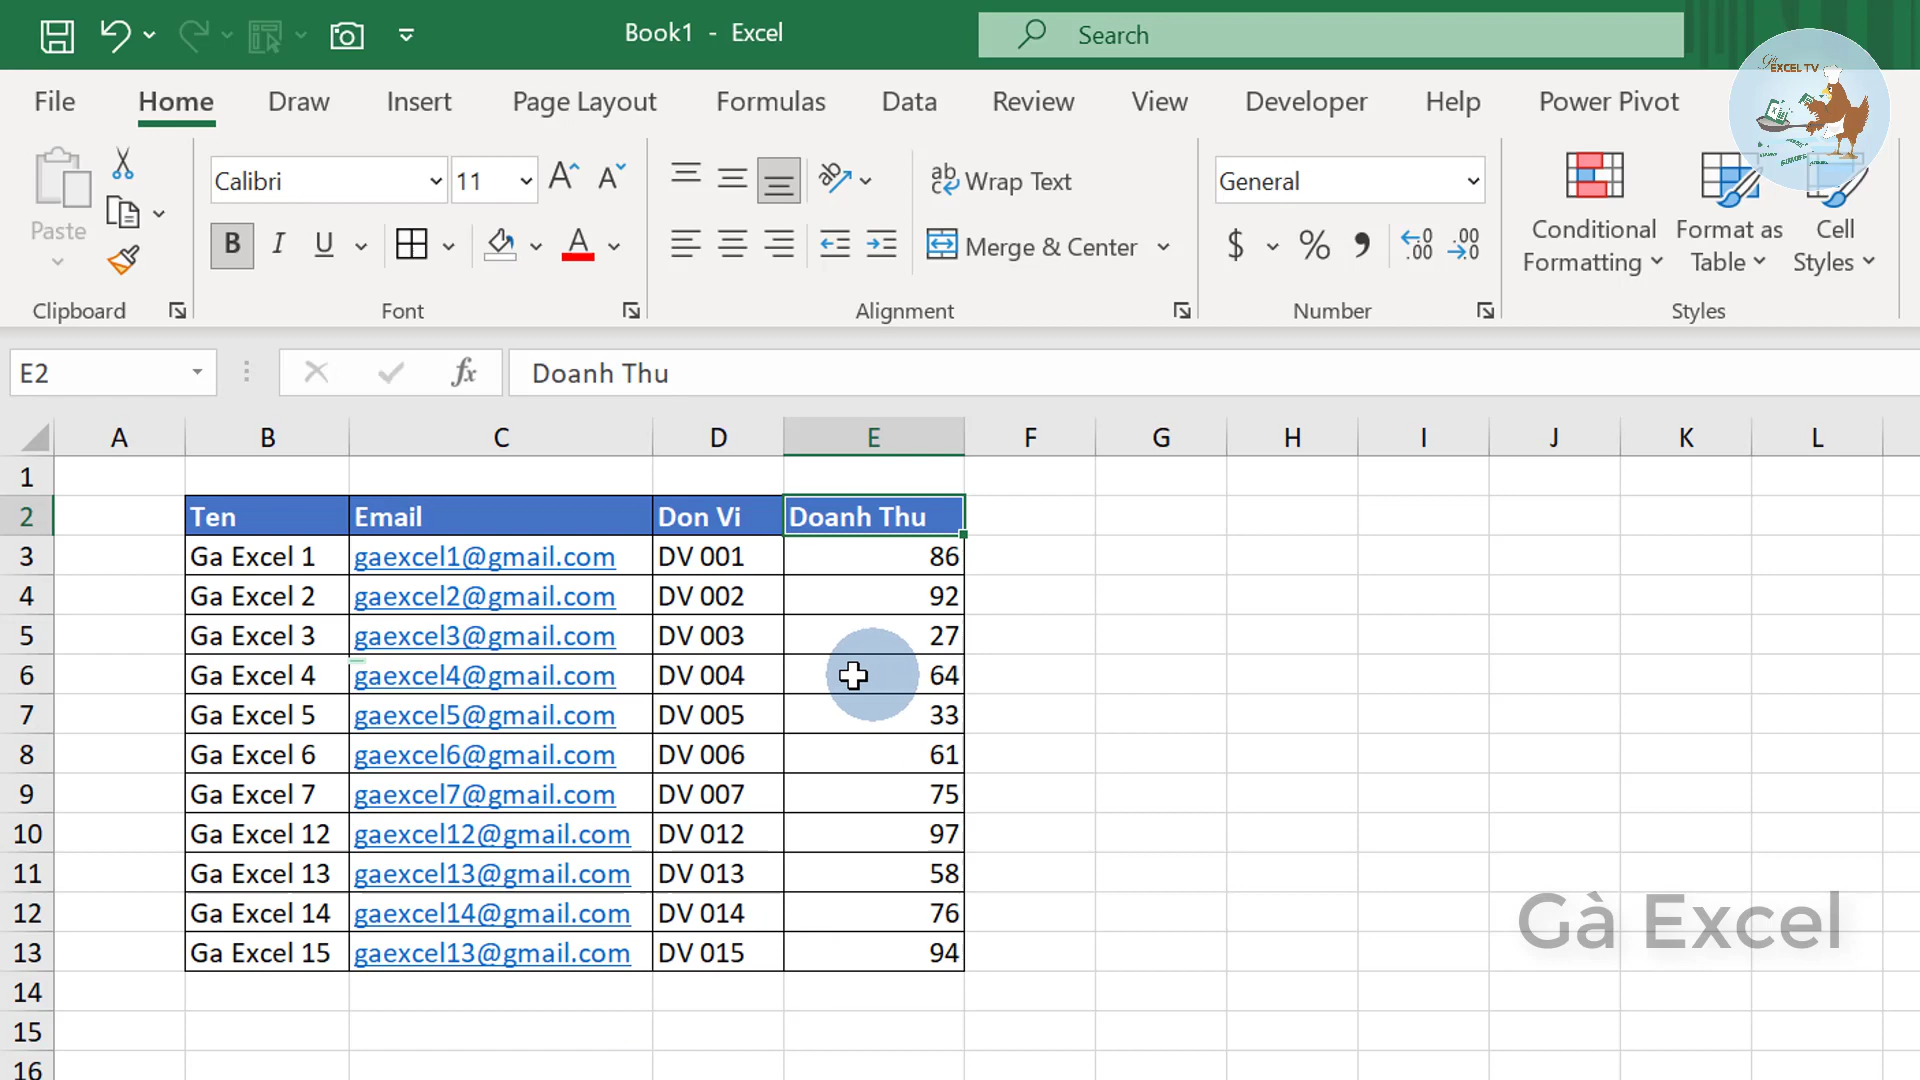 Book1 - Excel
Search
EXCEL TV
File Home Draw Insert Page Layout Formulas Data Review View Developer Help Power Pivot
Paste
Calibri 11
Wrap Text
General
B I U
Merge & Center
$ %
Conditional Formatting
Format as Table
Cell Styles
Clipboard Font Alignment Number Styles
E2 fx Doanh Thu
A B C D E F G H I J K L
1
2 Ten Email Don Vi Doanh Thu
3 Ga Excel 1 gaexcel1@gmail.com DV 001 86
4 Ga Excel 2 gaexcel2@gmail.com DV 002 92
5 Ga Excel 3 gaexcel3@gmail.com DV 003 27
6 Ga Excel 4 gaexcel4@gmail.com DV 004 64
7 Ga Excel 5 gaexcel5@gmail.com DV 005 33
8 Ga Excel 6 gaexcel6@gmail.com DV 006 61
9 Ga Excel 7 gaexcel7@gmail.com DV 007 75
10 Ga Excel 12 gaexcel12@gmail.com DV 012 97
11 Ga Excel 13 gaexcel13@gmail.com DV 013 58
12 Ga Excel 14 gaexcel14@gmail.com DV 014 76
13 Ga Excel 15 gaexcel13@gmail.com DV 015 94
Gà Excel
14
15
16